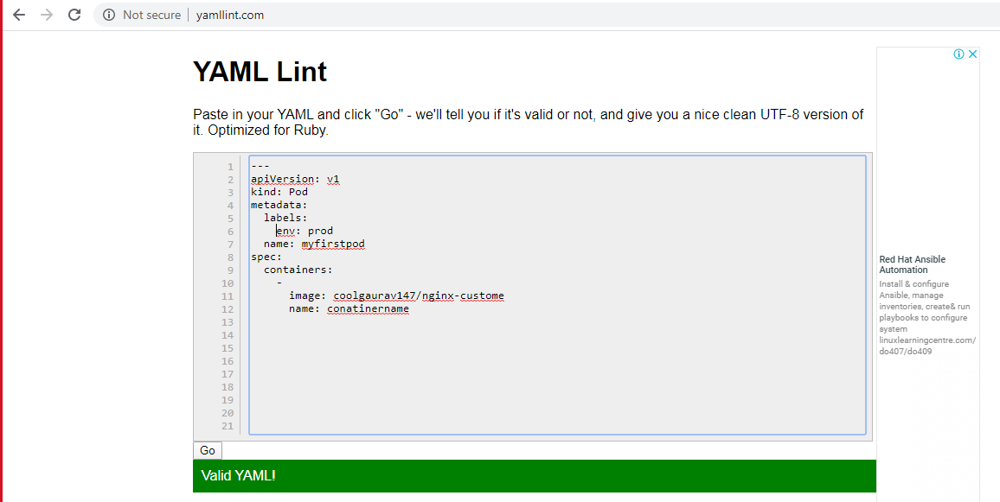 Not secure | yamllint.com
YAML Lint
Paste in your YAML and click "Go" - we'll tell you if it's valid or not, and give you a nice clean UTF-8 version of
it. Optimized for Ruby.
1 ---
2 apiVersion: v1
3 kind: Pod
4 metadata:
5   labels:
6     env: prod
7   name: myfirstpod
8 spec:
9   containers:
10     -
11       image: coolgaurav147/nginx-custome
12       name: conatinername
13
14
15
16
17
18
19
20
21
Go
Valid YAML!
Red Hat Ansible
Automation
Install & configure
Ansible, manage
inventories, create& run
playbooks to configure
system
linuxlearningcentre.com/
do407/do409